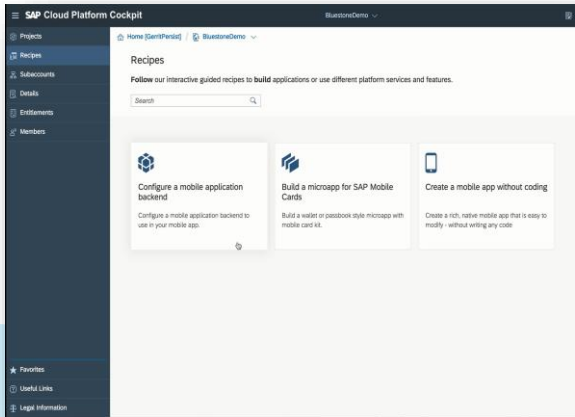 SAP Cloud Platform Cockpit
BluestoneDemo
Projects
Home [GerritPersist] / BluestoneDemo
Recipes
Subaccounts
Details
Entitlements
Members
Recipes
Follow our interactive guided recipes to build applications or use different platform services and features.
Search
Configure a mobile application
backend
Configure a mobile application backend to
use in your mobile app.
Build a microapp for SAP Mobile
Cards
Build a wallet or passbook style microapp with
mobile card kit.
Create a mobile app without coding
Create a rich, native mobile app that is easy to
modify - without writing any code
Favorites
Useful Links
Legal Information